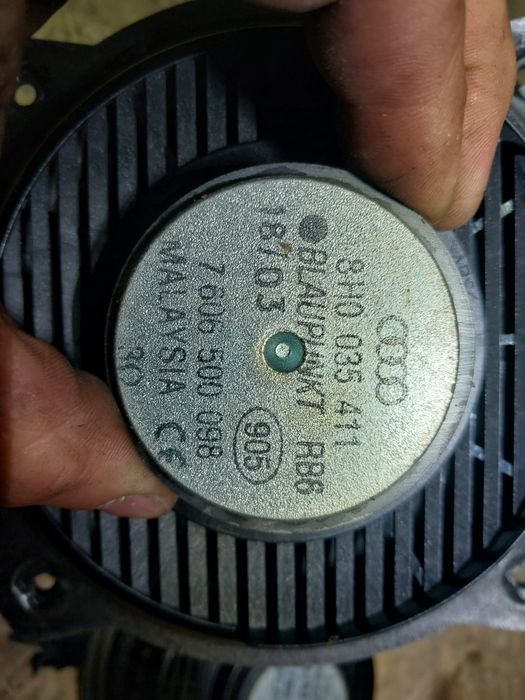 8H0 035 411
BLAUPUNKT R86
18/03
905
7 606 500 098
MALAYSIA CE